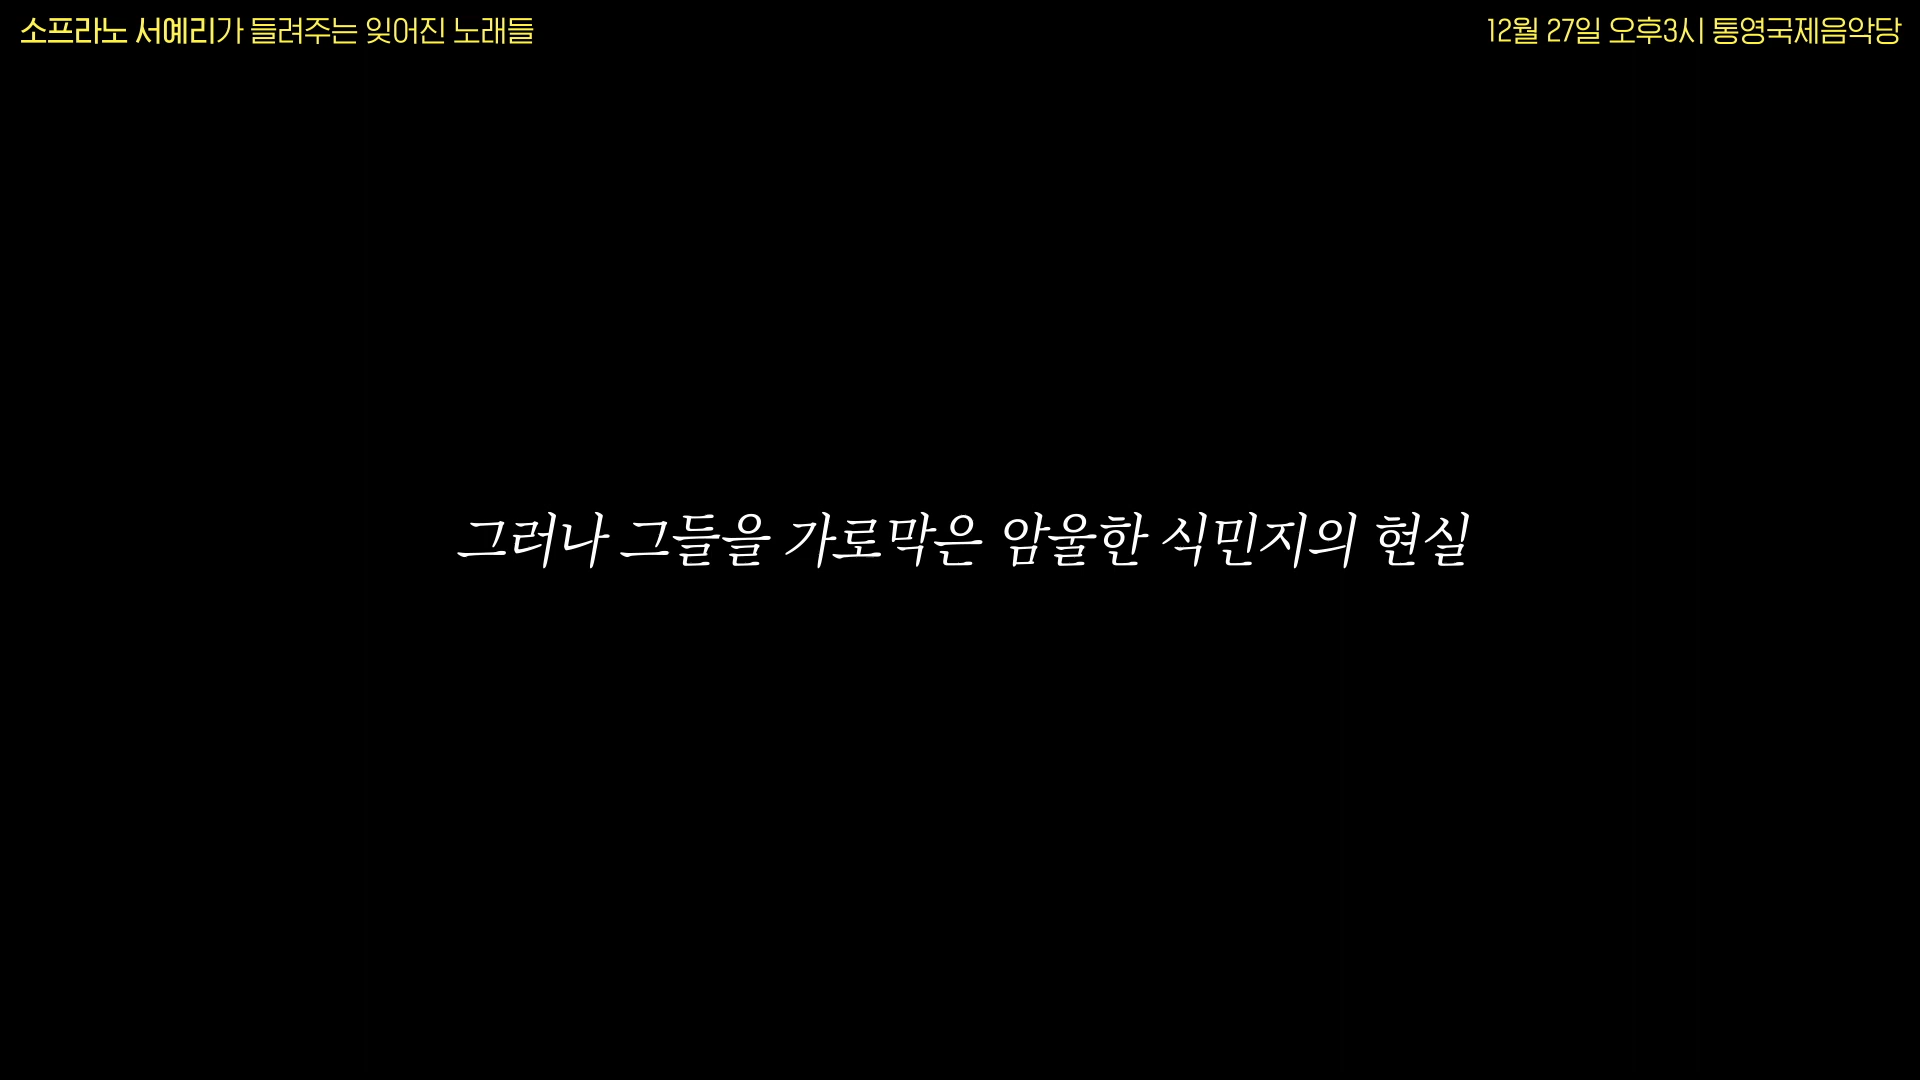 소프라노 서예리가 들려주는 잊어진 노래들
12월 27일 오후3시 통영국제음악당
그러나 그들을 가로막은 암울한 식민지의 현실